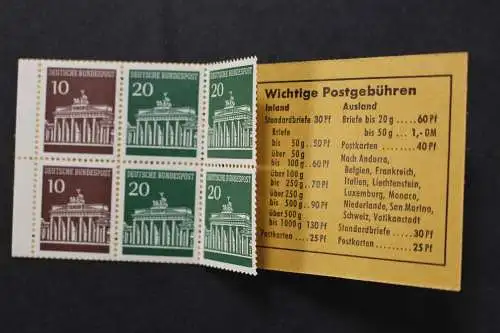 DEUTSCHE BUNDESPOST
10
DEUTSCHE BUNDESPOST
20
DEUTSCHE BUNDESPOST
20
DEUTSCHE BUNDESPOST
10
DEUTSCHE BUNDESPOST
20
DEUTSCHE BUNDESPOST
20
Wichtige Postgebühren
Inland
Standardbriefe 30 Pf
Briefe
bis 50 g .. 50 Pf
über 50 g
bis 100 g .. 60 Pf
über 100 g
bis 250 g .. 70 Pf
über 250 g
bis 500 g .. 90 Pf
über 500 g
bis 1000 g 130 Pf
Postkarten ... 25 Pf
Ausland
Briefe bis 20 g ..... 60 Pf
bis 50 g ... 1,- DM
Postkarten ....... 40 Pf
Nach Andorra,
Belgien, Frankreich,
Italien, Liechtenstein,
Luxemburg, Monaco,
Niederlande, San Marino,
Schweiz, Vatikanstadt
Standardbriefe .... 30 Pf
Postkarten ........ 25 Pf